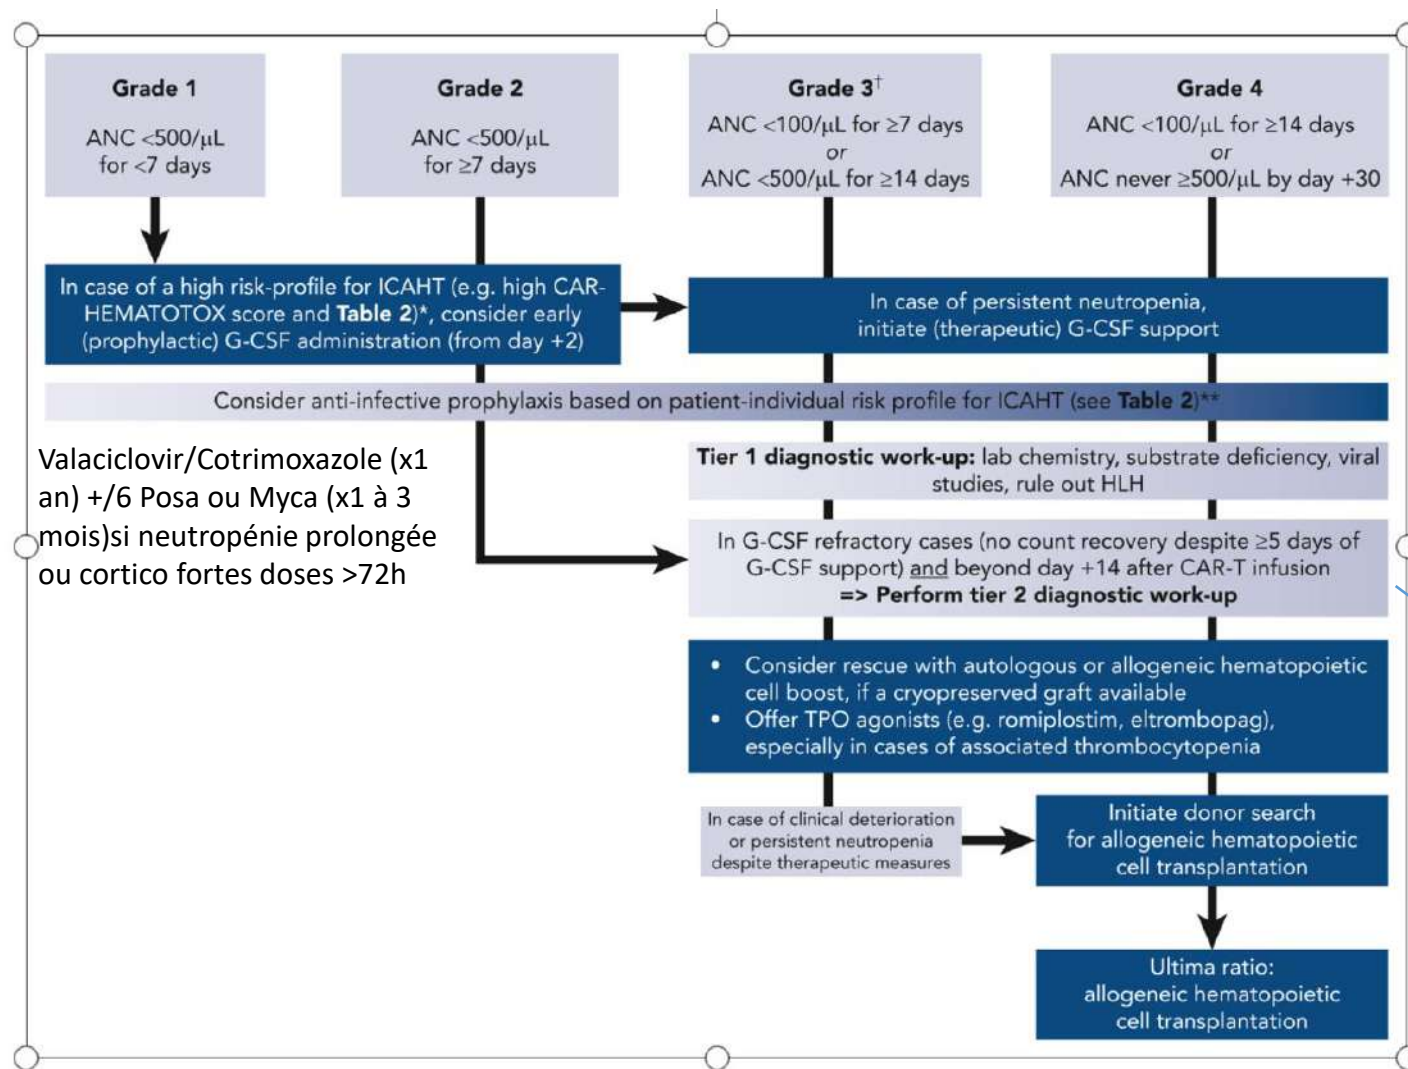 Grade 1
ANC <500/μL
for <7 days
Grade 2
ANC <500/μL
for ≥7 days
Grade 3†
ANC <100/μL for ≥7 days
or
ANC <500/μL for ≥14 days
Grade 4
ANC <100/μL for ≥14 days
or
ANC never ≥500/μL by day +30
In case of a high risk-profile for ICAHT (e.g. high CAR-
HEMATOTOX score and Table 2)*, consider early
(prophylactic) G-CSF administration (from day +2)
In case of persistent neutropenia,
initiate (therapeutic) G-CSF support
Consider anti-infective prophylaxis based on patient-individual risk profile for ICAHT (see Table 2)**
Valaciclovir/Cotrimoxazole (x1
an) +/6 Posa ou Myca (x1 à 3
mois)si neutropénie prolongée
ou cortico fortes doses >72h
Tier 1 diagnostic work-up: lab chemistry, substrate deficiency, viral
studies, rule out HLH
In G-CSF refractory cases (no count recovery despite ≥5 days of
G-CSF support) and beyond day +14 after CAR-T infusion
=> Perform tier 2 diagnostic work-up
• Consider rescue with autologous or allogeneic hematopoietic
cell boost, if a cryopreserved graft available
• Offer TPO agonists (e.g. romiplostim, eltrombopag),
especially in cases of associated thrombocytopenia
In case of clinical deterioration
or persistent neutropenia
despite therapeutic measures
Initiate donor search
for allogeneic hematopoietic
cell transplantation
Ultima ratio:
allogeneic hematopoietic
cell transplantation